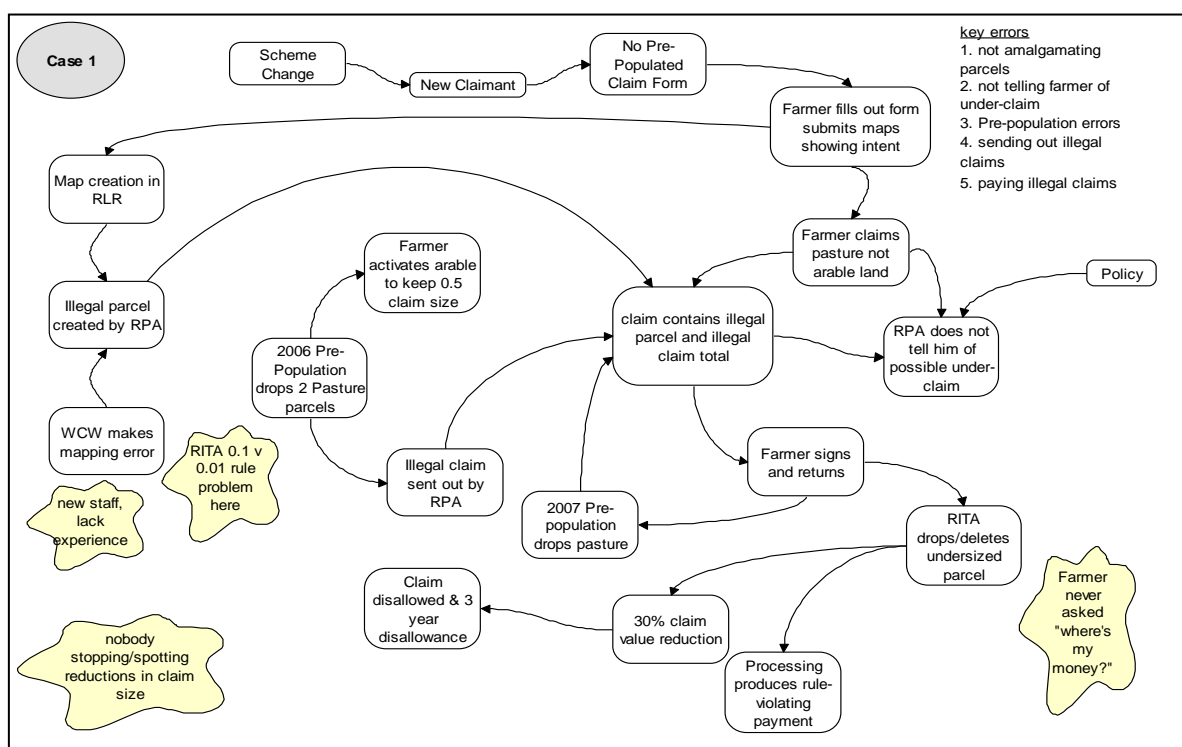 Case 1
Scheme
Change
New Claimant
No Pre-
Populated
Claim Form
key errors
1. not amalgamating
parcels
2. not telling farmer of
under-claim
3. Pre-population errors
4. sending out illegal
claims
5. paying illegal claims
Farmer fills out form
submits maps
showing intent
Map creation in
RLR
Farmer claims
pasture not
arable land
Farmer
activates arable
to keep 0.5
claim size
Policy
Illegal parcel
created by RPA
claim contains illegal
parcel and illegal
claim total
RPA does not
tell him of
possible under-
claim
2006 Pre-
Population
drops 2 Pasture
parcels
WCW makes
mapping error
RITA 0.1 v
0.01 rule
problem
here
Illegal claim
sent out by
RPA
Farmer signs
and returns
new staff,
lack
experience
2007 Pre-
population
drops pasture
RITA
drops/deletes
undersized
parcel
Claim
disallowed & 3
year
disallowance
30% claim
value reduction
Farmer
never
asked
"where's
my
money?"
nobody
stopping/spotting
reductions in claim
size
Processing
produces rule-
violating
payment